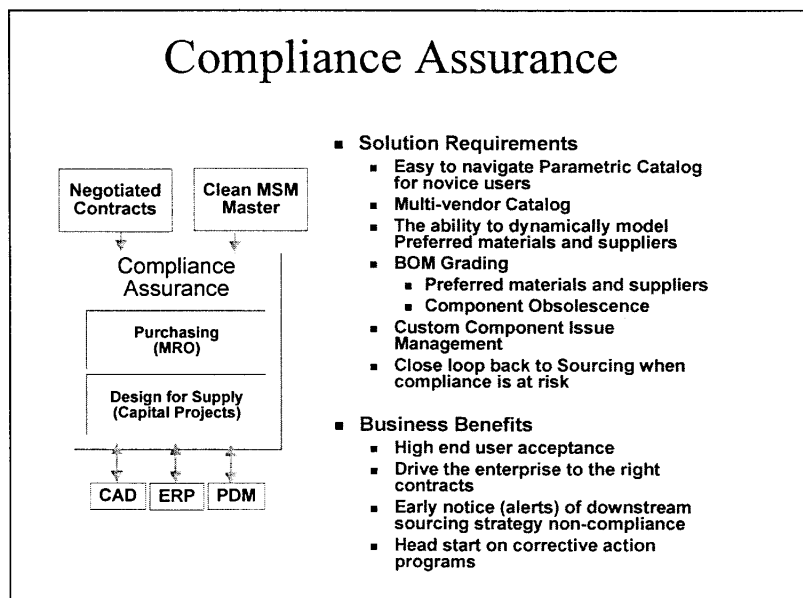 Compliance Assurance
Negotiated
Contracts
Clean MSM
Master
Compliance
Assurance
Purchasing
(MRO)
Design for Supply
(Capital Projects)
CAD
ERP
PDM
■ Solution Requirements
■ Easy to navigate Parametric Catalog
for novice users
■ Multi-vendor Catalog
■ The ability to dynamically model
Preferred materials and suppliers
■ BOM Grading
■ Preferred materials and suppliers
■ Component Obsolescence
■ Custom Component Issue
Management
■ Close loop back to Sourcing when
compliance is at risk
■ Business Benefits
■ High end user acceptance
■ Drive the enterprise to the right
contracts
■ Early notice (alerts) of downstream
sourcing strategy non-compliance
■ Head start on corrective action
programs